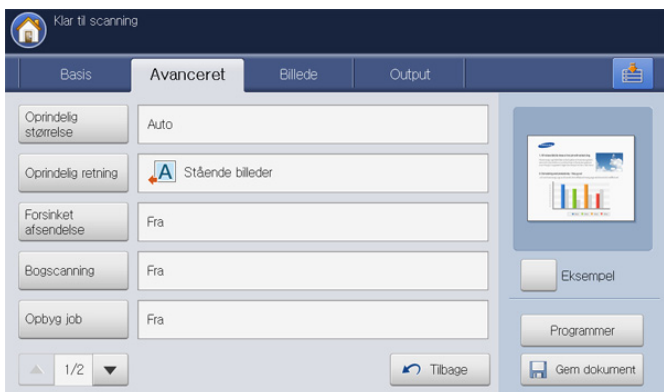 Klar til scanning
Basis
Avanceret
Billede
Output
Oprindelig
størrelse
Auto
Oprindelig retning
A
Stående billeder
Forsinket
afsendelse
Fra
Bogscanning
Fra
Opbyg job
Fra
Eksempel
Programmer
1/2
Tilbage
Gem dokument